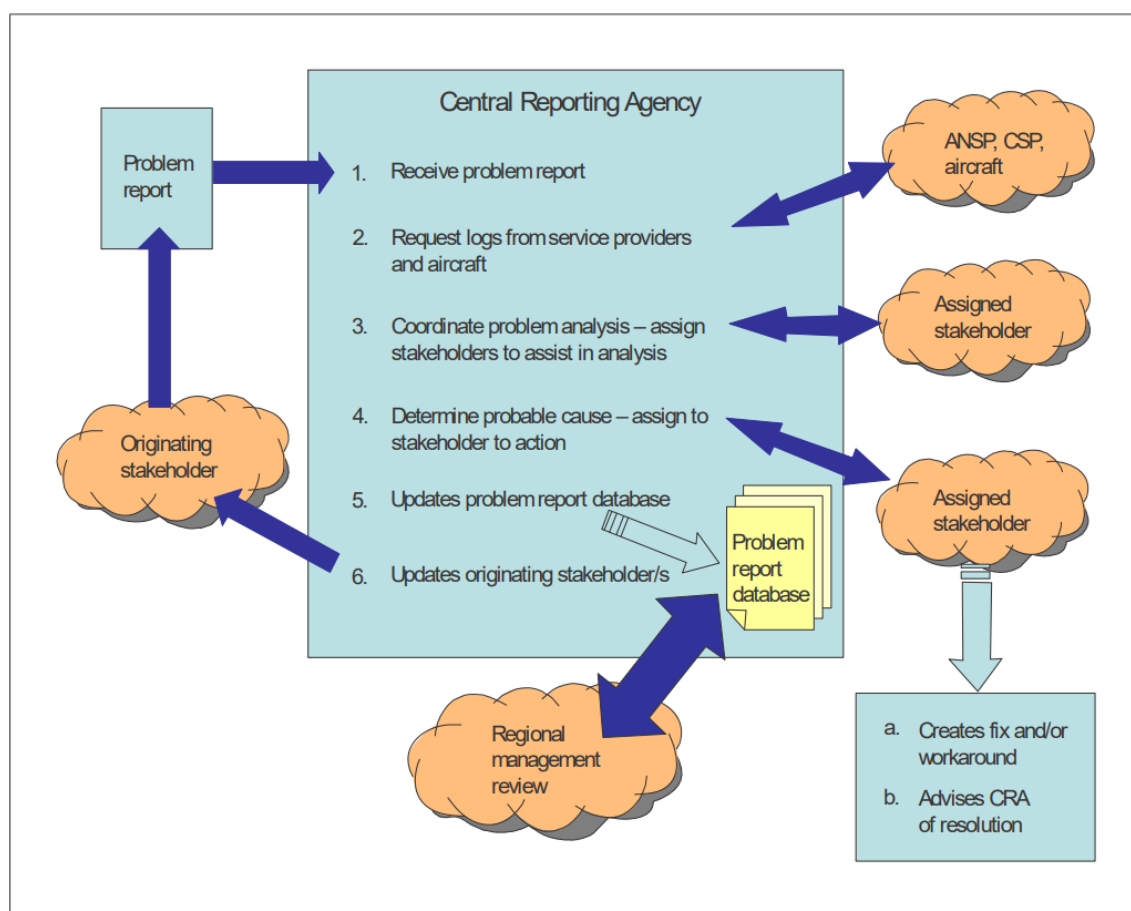 Central Reporting Agency
Problem
report
1. Receive problem report
2. Request logs from service providers
and aircraft
3. Coordinate problem analysis – assign
stakeholders to assist in analysis
4. Determine probable cause – assign to
stakeholder to action
5. Updates problem report database
6. Updates originating stakeholder/s
Problem
report
database
ANSP, CSP,
aircraft
Assigned
stakeholder
Assigned
stakeholder
Originating
stakeholder
Regional
management
review
a. Creates fix and/or
workaround
b. Advises CRA
of resolution